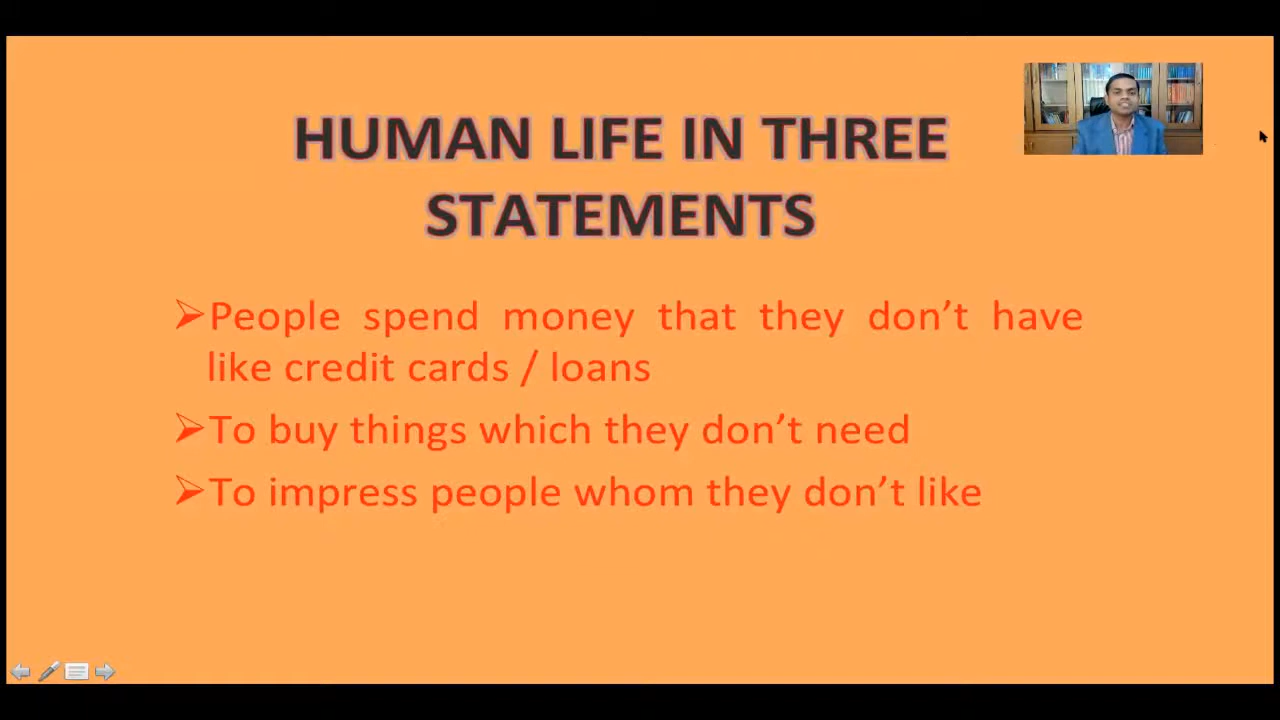 HUMAN LIFE IN THREE
STATEMENTS
➢People spend money that they don’t have
like credit cards / loans
➢To buy things which they don’t need
➢To impress people whom they don’t like